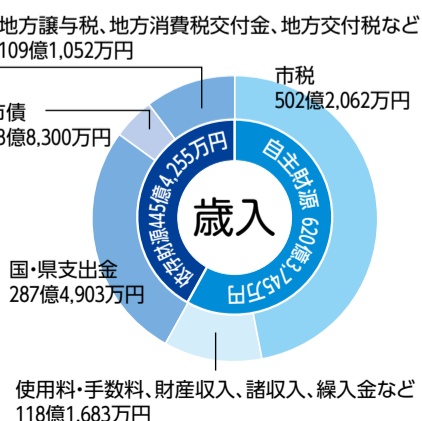 地方譲与税、地方消費税交付金、地方交付税など
109億1,052万円
市税
502億2,062万円
債
億8,300万円
依存財源445億4,255万円
自主財源 620億3,745万円
歳入
国・県支出金
287億4,903万円
使用料・手数料、財産収入、諸収入、繰入金など
118億1,683万円